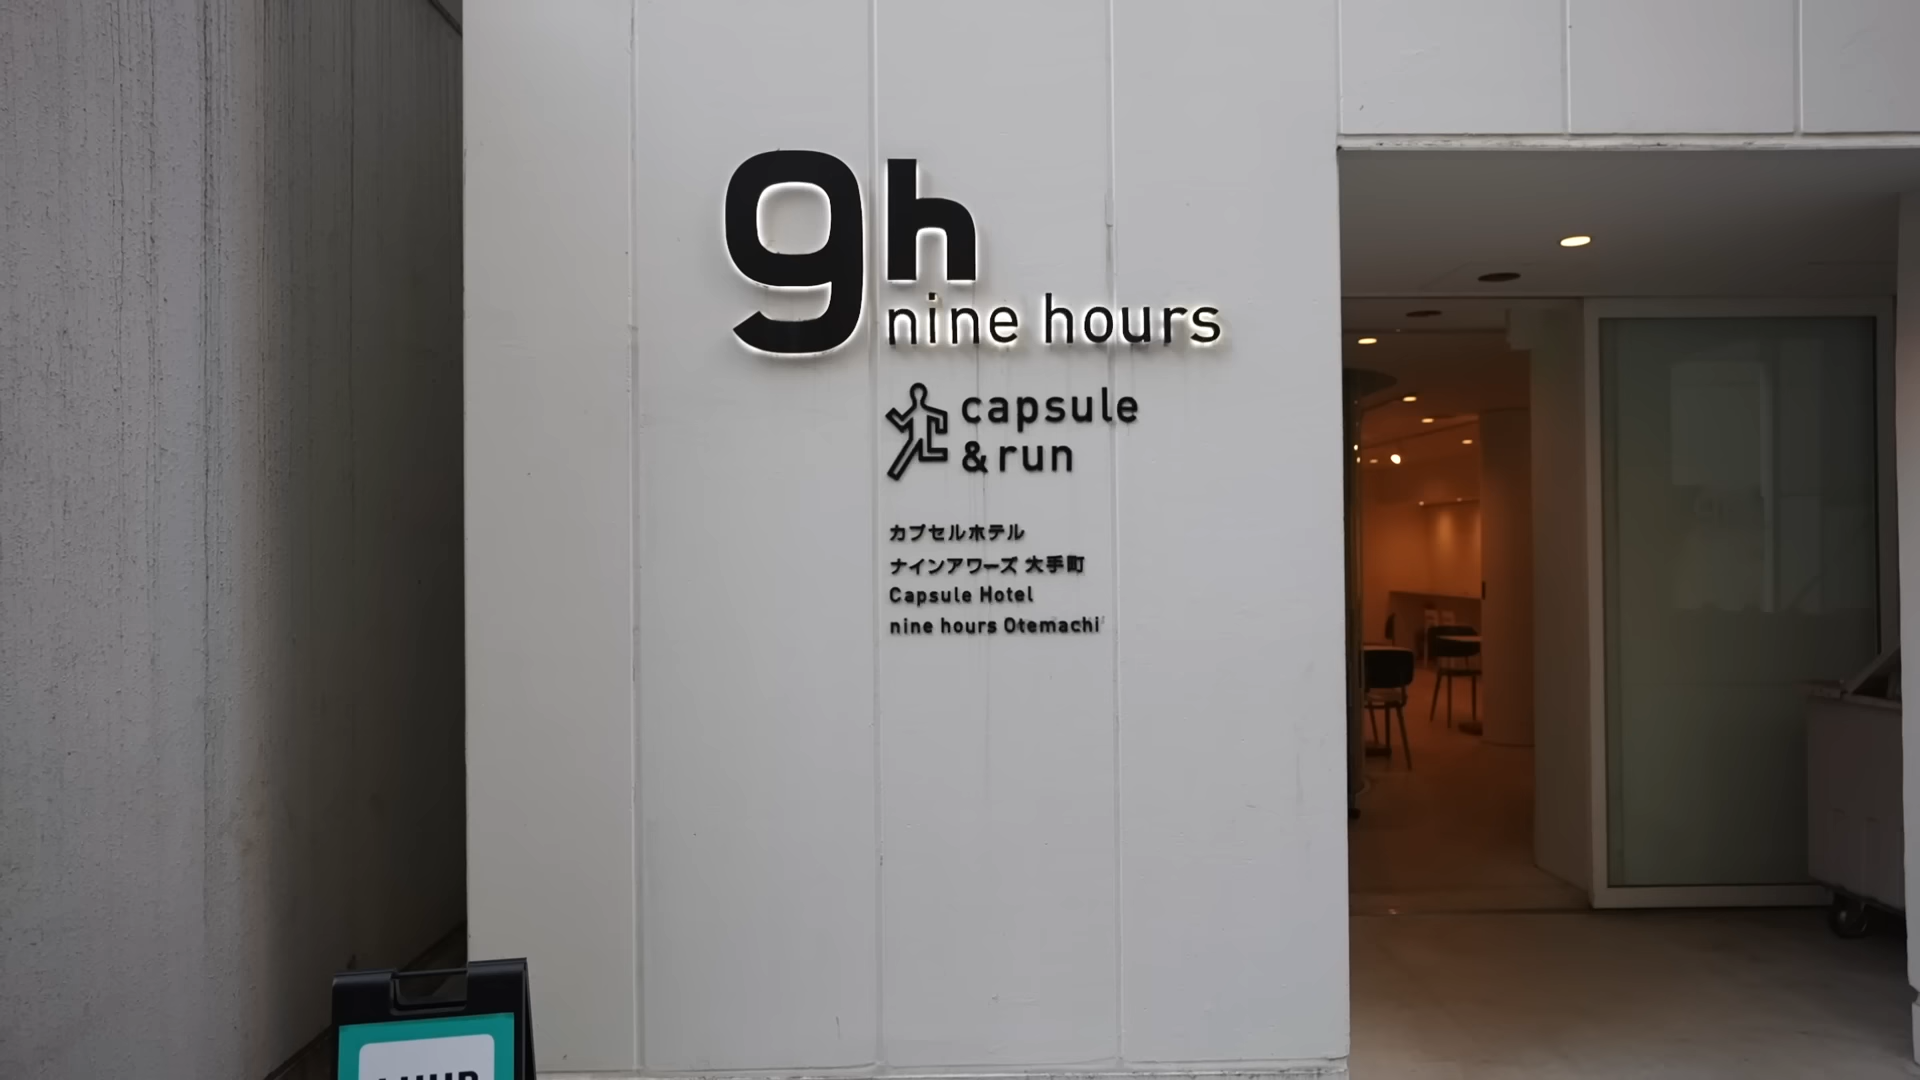 9h
nine hours
capsule
& run
カプセルホテル
ナインアワーズ 大手町
Capsule Hotel
nine hours Otemachi